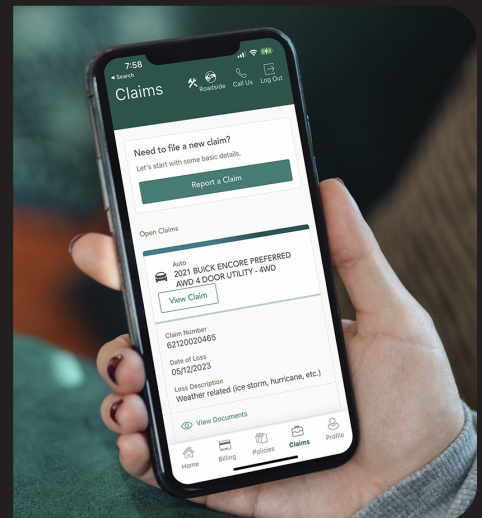 7:58
◂ Search
Claims
Roadside
Call Us
Log Out
Need to file a new claim?
Let's start with some basic details.
Report a Claim
Open Claims
Auto
2021 BUICK ENCORE PREFERRED
AWD 4 DOOR UTILITY - 4WD
View Claim
Claim Number
62120020465
Date of Loss
05/12/2023
Loss Description
Weather related (ice storm, hurricane, etc.)
View Documents
Home
Billing
Policies
Claims
Profile